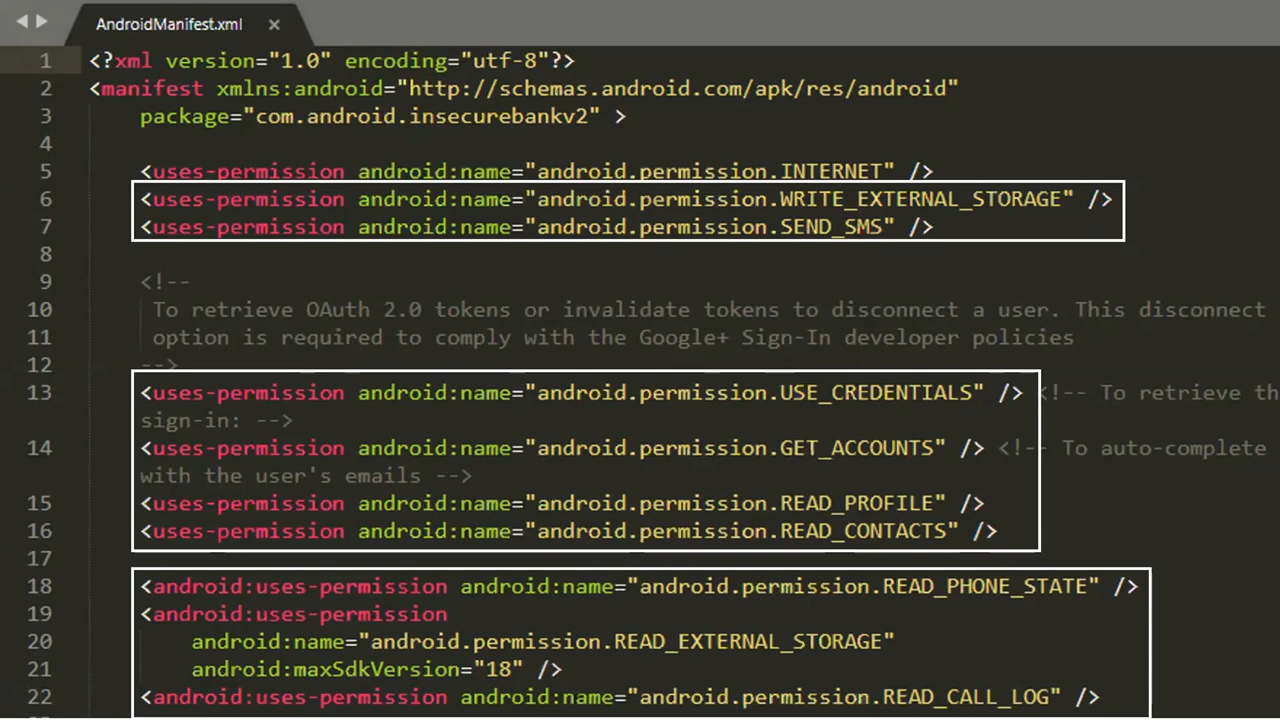 AndroidManifest.xml ×
1 <?xml version="1.0" encoding="utf-8"?>
2 <manifest xmlns:android="http://schemas.android.com/apk/res/android"
3 package="com.android.insecurebankv2" >
4
5 <uses-permission android:name="android.permission.INTERNET" />
6 <uses-permission android:name="android.permission.WRITE_EXTERNAL_STORAGE" />
7 <uses-permission android:name="android.permission.SEND_SMS" />
8
9 <!--
10 To retrieve OAuth 2.0 tokens or invalidate tokens to disconnect a user. This disconnect
11 option is required to comply with the Google+ Sign-In developer policies
12 -->
13 <uses-permission android:name="android.permission.USE_CREDENTIALS" /> <!-- To retrieve th
sign-in: -->
14 <uses-permission android:name="android.permission.GET_ACCOUNTS" /> <!-- To auto-complete
with the user's emails -->
15 <uses-permission android:name="android.permission.READ_PROFILE" />
16 <uses-permission android:name="android.permission.READ_CONTACTS" />
17
18 <android:uses-permission android:name="android.permission.READ_PHONE_STATE" />
19 <android:uses-permission
20 android:name="android.permission.READ_EXTERNAL_STORAGE"
21 android:maxSdkVersion="18" />
22 <android:uses-permission android:name="android.permission.READ_CALL_LOG" />